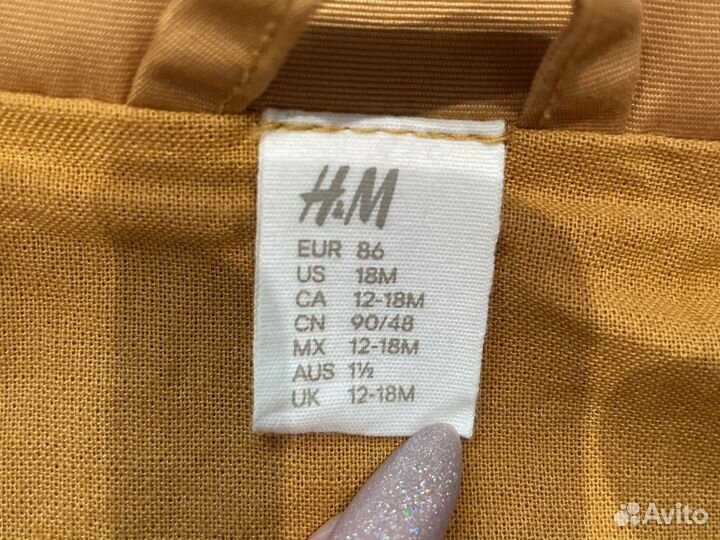 H&M
EUR 86
US 18M
CA 12-18M
CN 90/48
MX 12-18M
AUS 1½
UK 12-18M
Avito